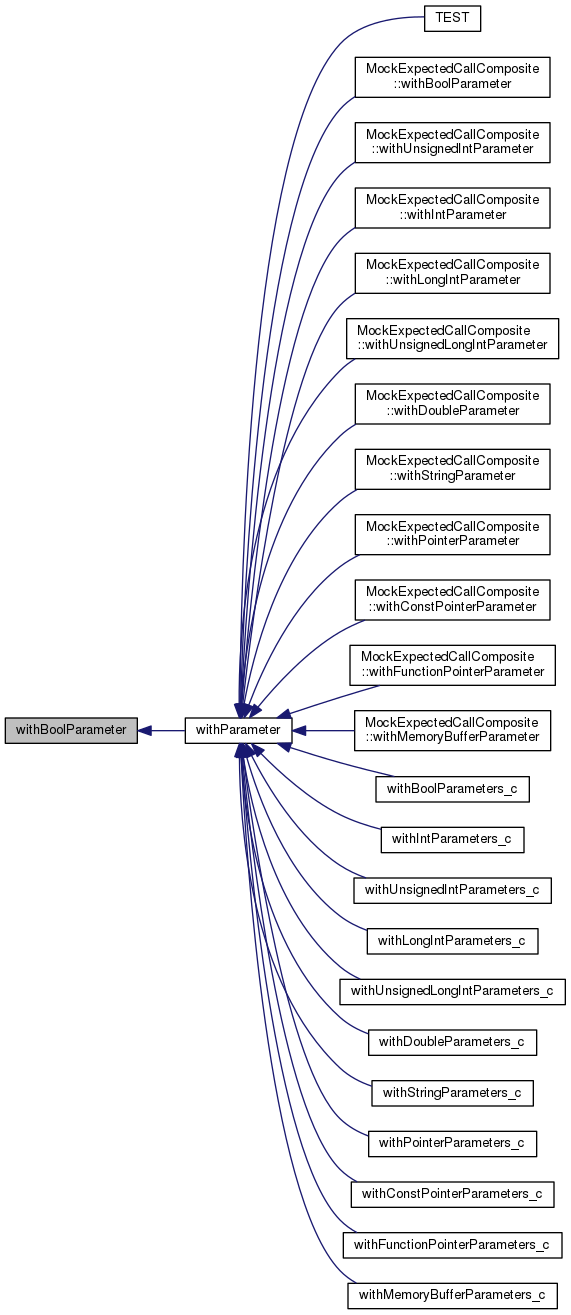 TEST
MockExpectedCallComposite
::withBoolParameter
MockExpectedCallComposite
::withUnsignedIntParameter
MockExpectedCallComposite
::withIntParameter
MockExpectedCallComposite
::withLongIntParameter
MockExpectedCallComposite
::withUnsignedLongIntParameter
MockExpectedCallComposite
::withDoubleParameter
MockExpectedCallComposite
::withStringParameter
MockExpectedCallComposite
::withPointerParameter
MockExpectedCallComposite
::withConstPointerParameter
MockExpectedCallComposite
::withFunctionPointerParameter
withBoolParameter
withParameter
MockExpectedCallComposite
::withMemoryBufferParameter
withBoolParameters_c
withIntParameters_c
withUnsignedIntParameters_c
withLongIntParameters_c
withUnsignedLongIntParameters_c
withDoubleParameters_c
withStringParameters_c
withPointerParameters_c
withConstPointerParameters_c
withFunctionPointerParameters_c
withMemoryBufferParameters_c